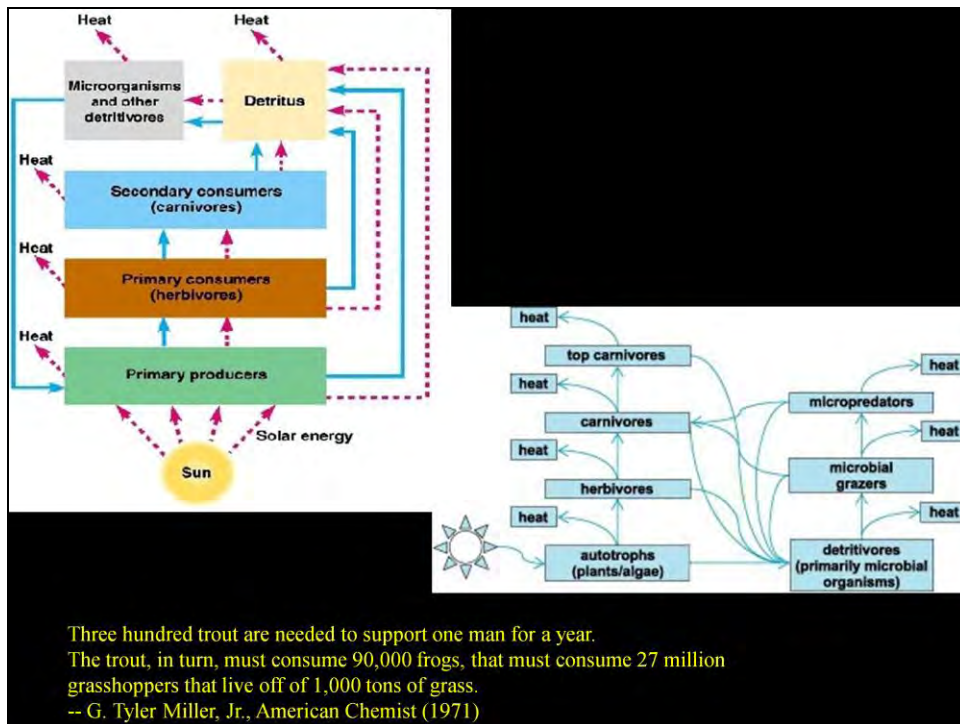 Heat
Heat
Microorganisms
and other
detritivores
Detritus
Heat
Secondary consumers
(carnivores)
Heat
Primary consumers
(herbivores)
Heat
Primary producers
Solar energy
Sun
heat
top carnivores
heat
heat
micropredators
carnivores
heat
heat
microbial
grazers
herbivores
heat
heat
autotrophs
(plants/algae)
detritivores
(primarily microbial
organisms)
Three hundred trout are needed to support one man for a year.
The trout, in turn, must consume 90,000 frogs, that must consume 27 million
grasshoppers that live off of 1,000 tons of grass.
-- G. Tyler Miller, Jr., American Chemist (1971)